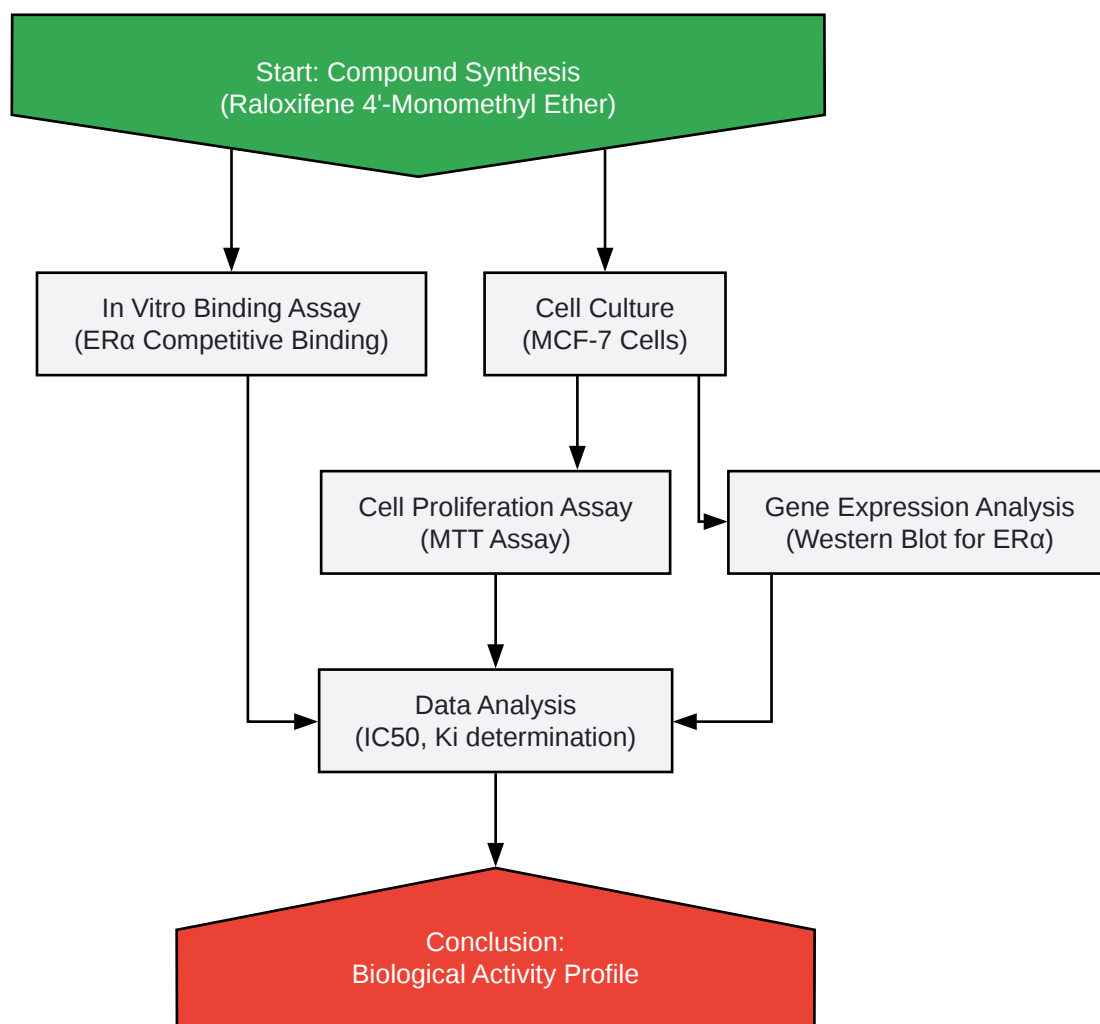 Start: Compound Synthesis
(Raloxifene 4'-Monomethyl Ether)
In Vitro Binding Assay
(ERα Competitive Binding)
Cell Culture
(MCF-7 Cells)
Cell Proliferation Assay
(MTT Assay)
Gene Expression Analysis
(Western Blot for ERα)
Data Analysis
(IC50, Ki determination)
Conclusion:
Biological Activity Profile